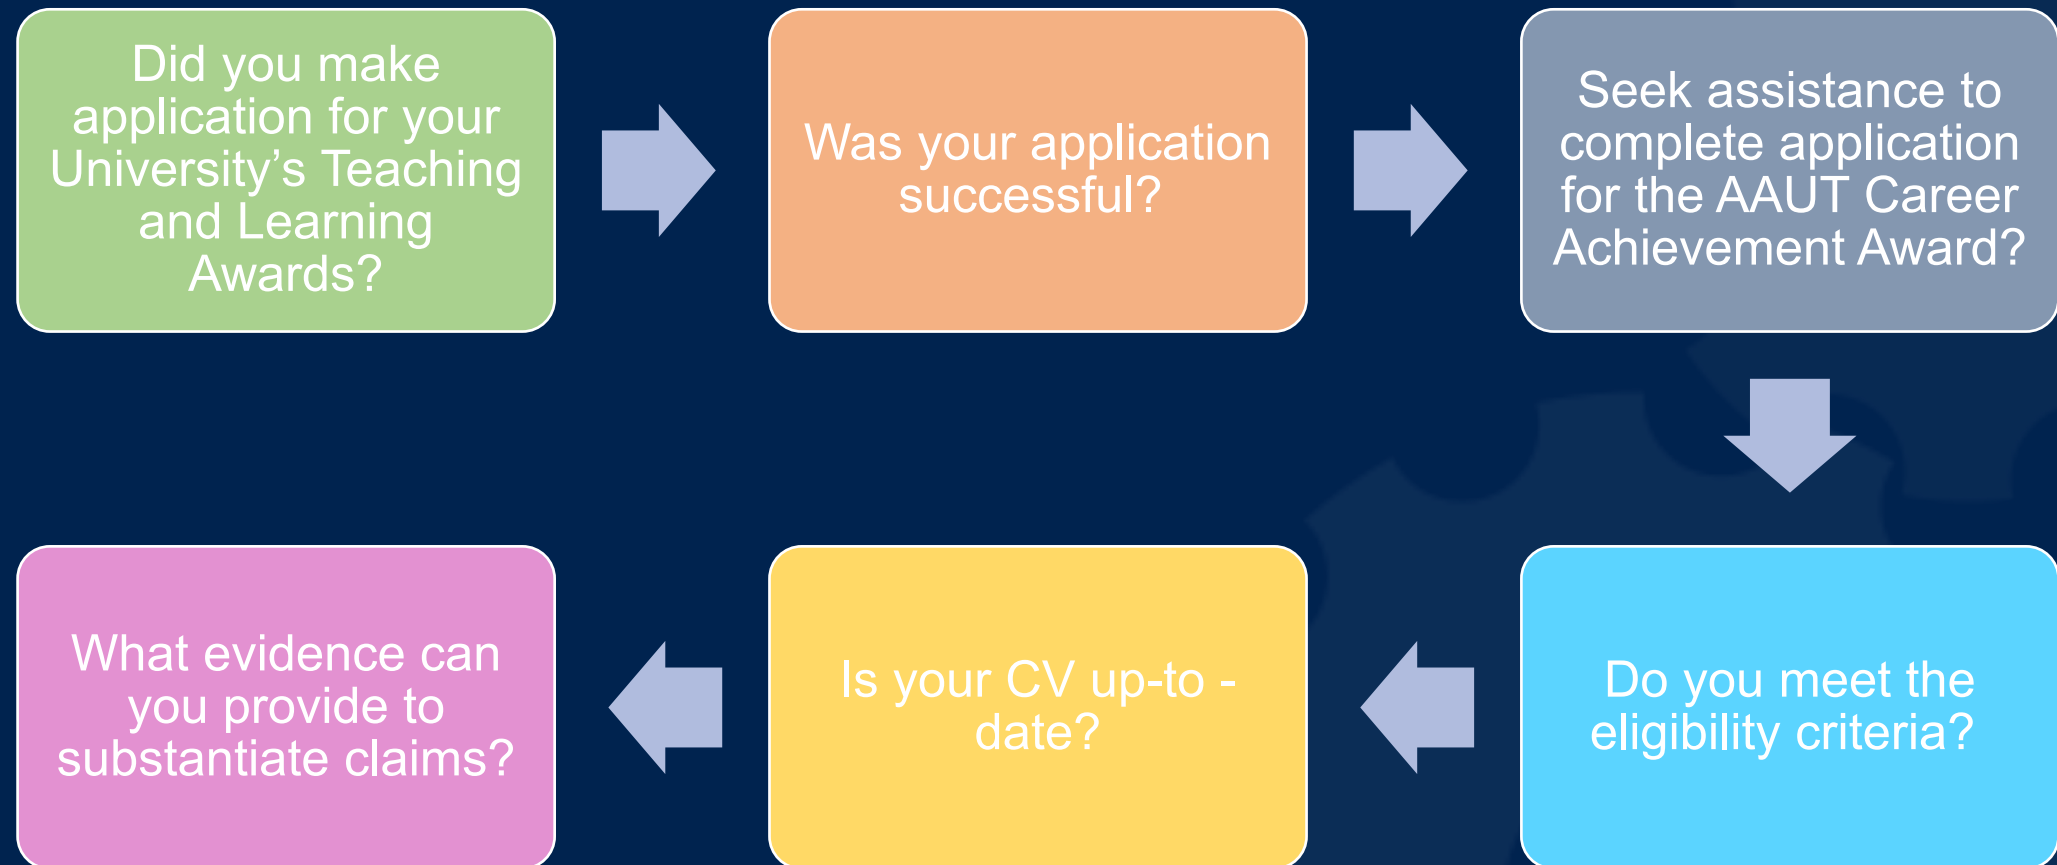 Did you make
application for your
University’s Teaching
and Learning
Awards?
Was your application
successful?
Seek assistance to
complete application
for the AAUT Career
Achievement Award?
Do you meet the
eligibility criteria?
Is your CV up-to -
date?
What evidence can
you provide to
substantiate claims?